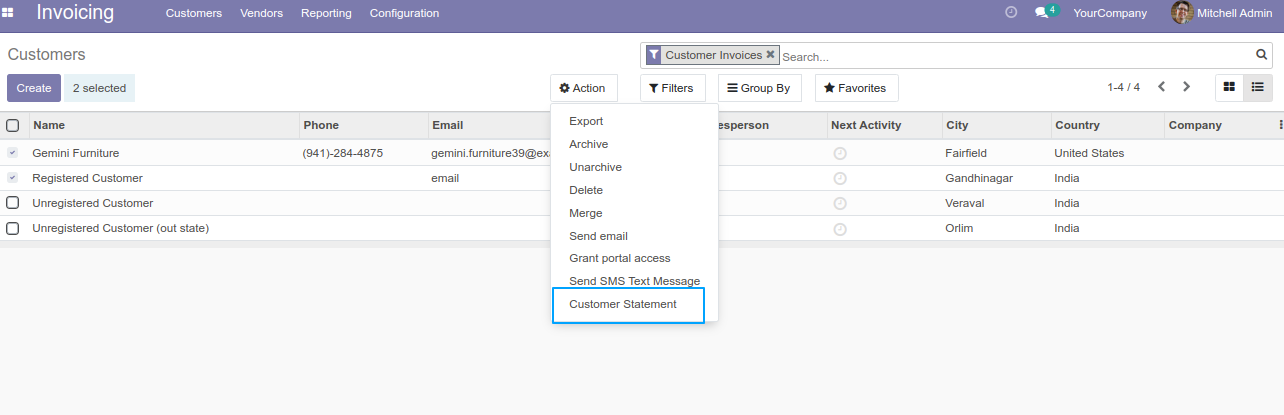 Invoicing Customers Vendors Reporting Configuration 4 YourCompany Mitchell Admin
Customers Customer Invoices Search...
Create 2 selected Action Filters Group By Favorites 1-4 / 4
Name Phone Email esperson Next Activity City Country Company
Gemini Furniture (941)-284-4875 gemini.furniture39@ex Fairfield United States
Registered Customer email Gandhinagar India
Unregistered Customer Veraval India
Unregistered Customer (out state) Orlim India
Export
Archive
Unarchive
Delete
Merge
Send email
Grant portal access
Send SMS Text Message
Customer Statement